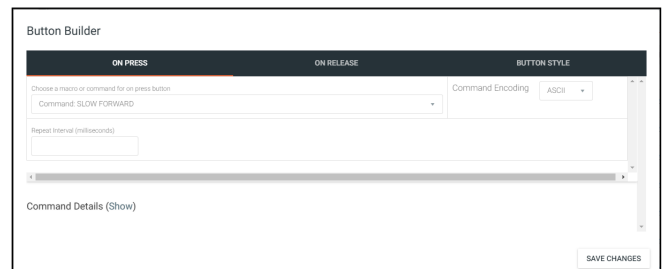 Button Builder
ON PRESS ON RELEASE BUTTON STYLE
Choose a macro or command for on press button
Command Encoding ASCII
Command: SLOW FORWARD
Repeat Interval (milliseconds)
Command Details (Show)
SAVE CHANGES